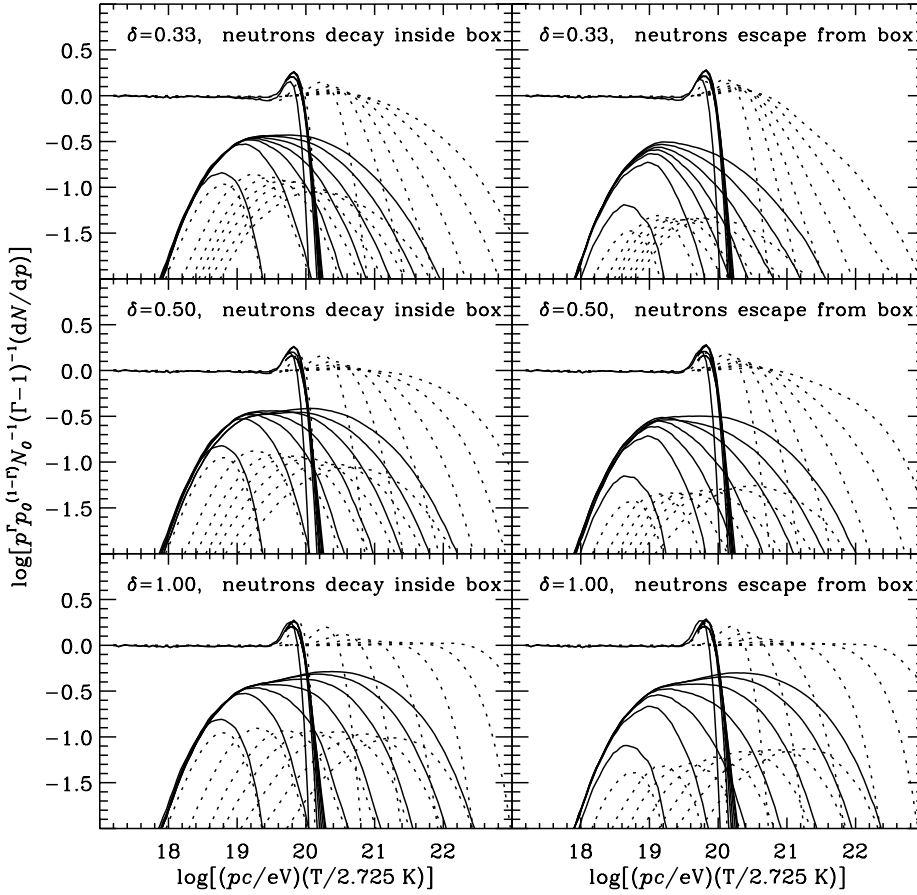 δ=0.33, neutrons decay inside box
δ=0.33, neutrons escape from box
0.5
0.0
−0.5
−1.0
−1.5
δ=0.50, neutrons decay inside box
δ=0.50, neutrons escape from box
0.5
0.0
−0.5
−1.0
−1.5
log[p^Γ p₀^(1−Γ) N₀^−1 (Γ−1)^−1 (dN/dp)]
δ=1.00, neutrons decay inside box
δ=1.00, neutrons escape from box
0.5
0.0
−0.5
−1.0
−1.5
18 19 20 21 22
18 19 20 21 22
log[(pc/eV)(T/2.725 K)]
log[(pc/eV)(T/2.725 K)]